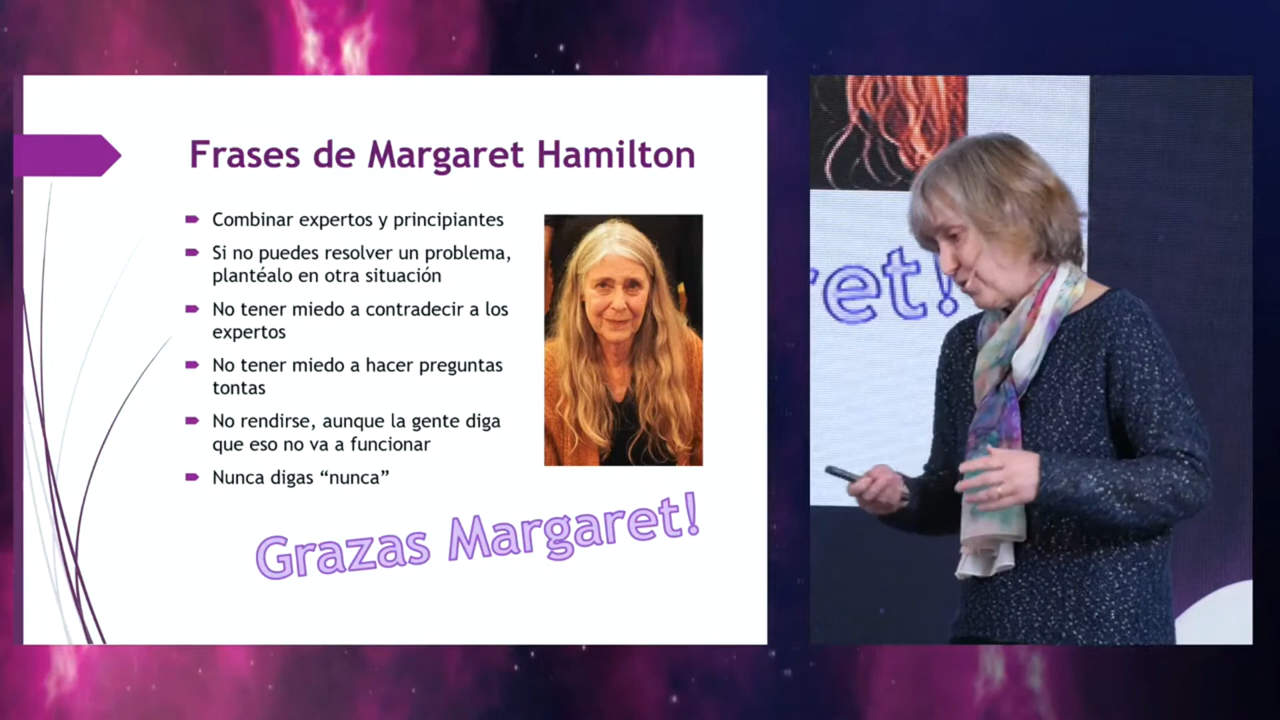 Frases de Margaret Hamilton
Combinar expertos y principiantes
Si no puedes resolver un problema,
plantéalo en otra situación
No tener miedo a contradecir a los
expertos
No tener miedo a hacer preguntas
tontas
No rendirse, aunque la gente diga
que eso no va a funcionar
Nunca digas “nunca”
Grazas Margaret!
ret!